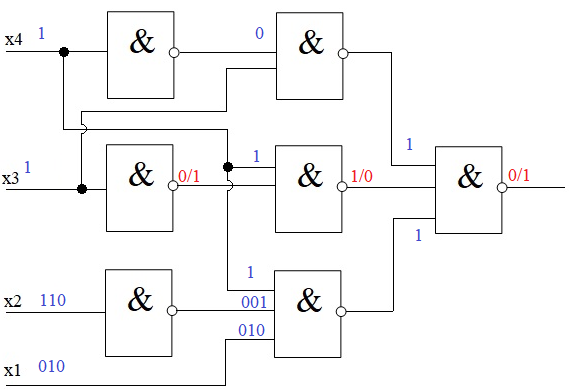 x4 1 & 0 &
1
x3 1 & 0/1 1 & 1/0 & 0/1
1
1
x2 110 & 001 &
010
x1 010